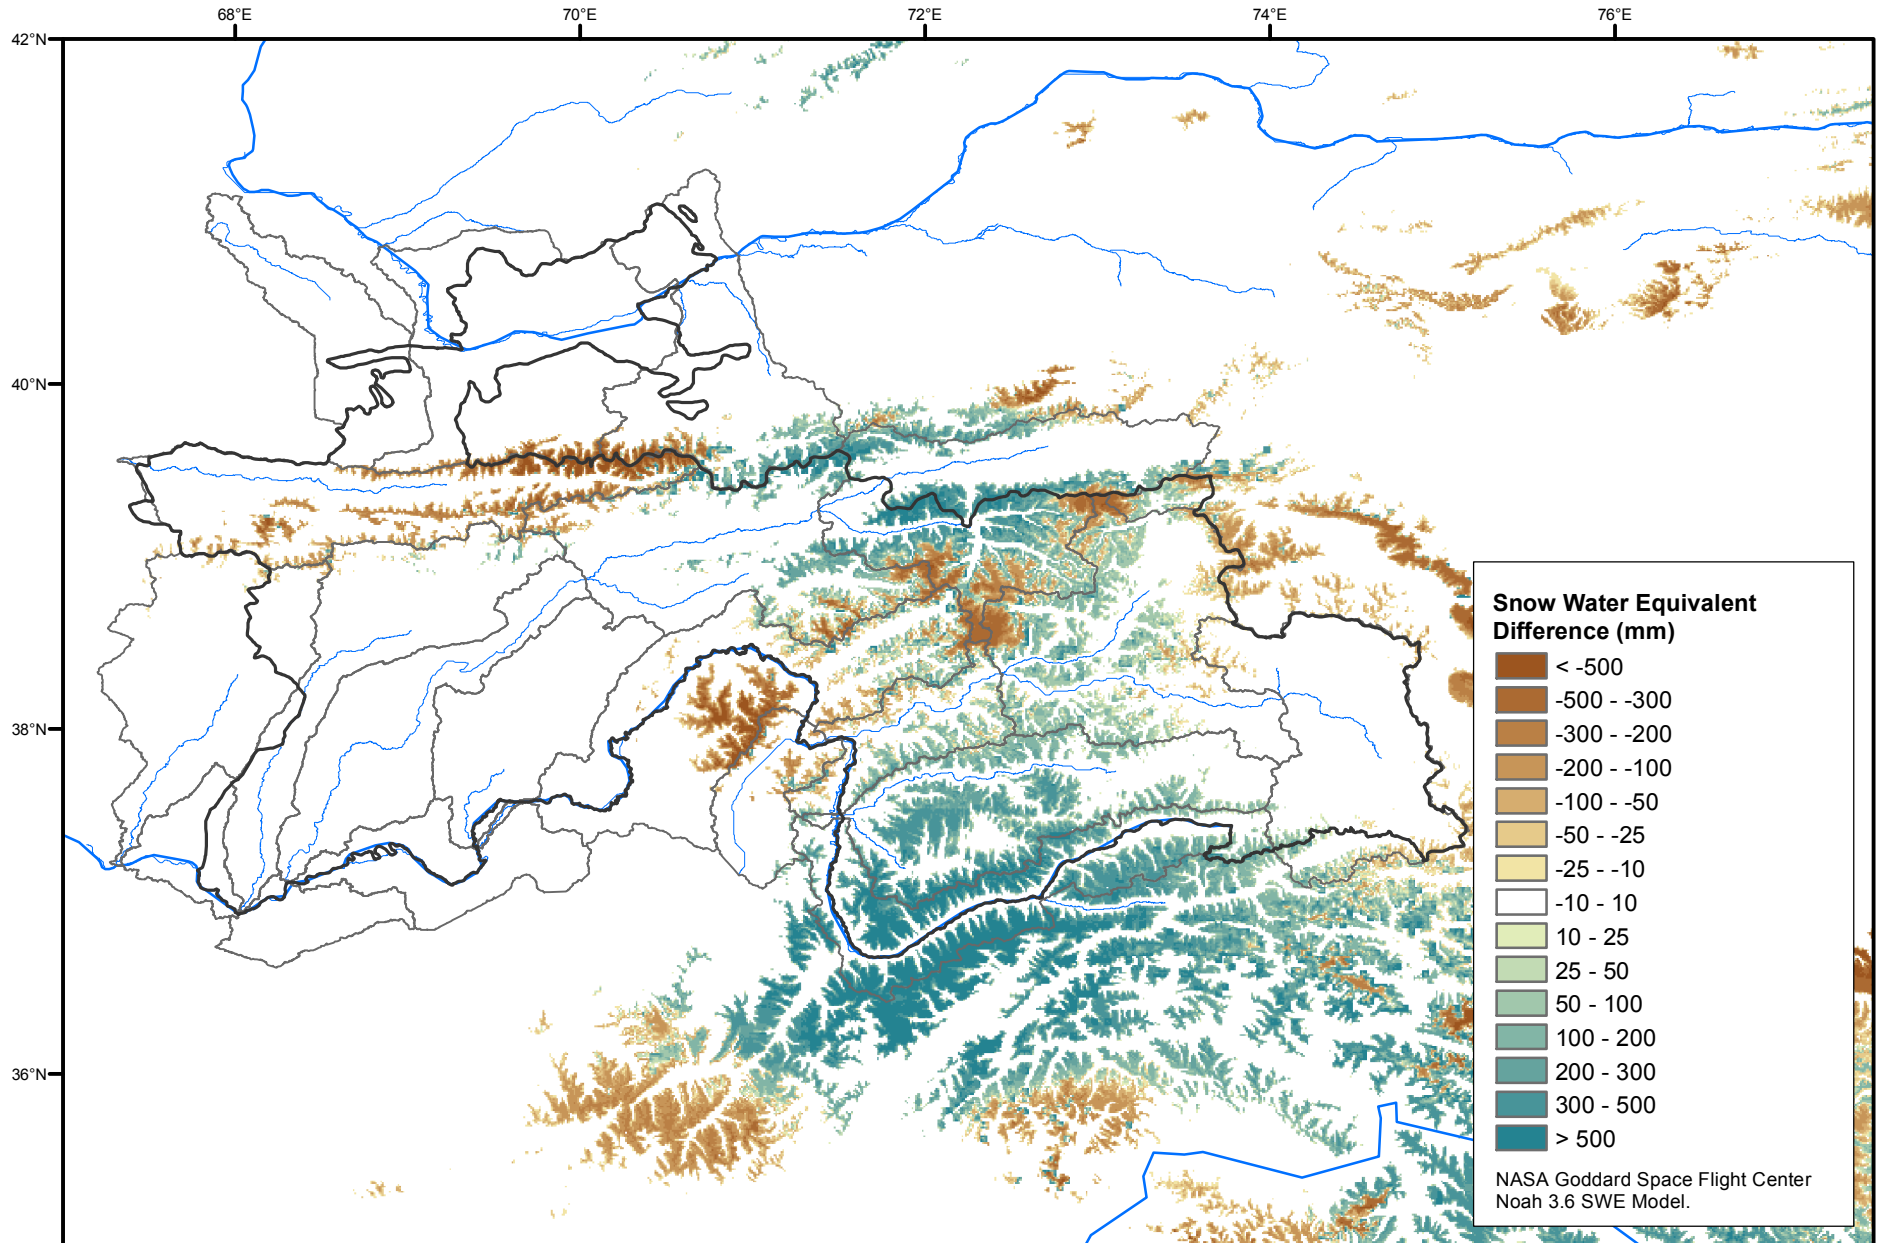 68°E
70°E
72°E
74°E
76°E
42°N
40°N
38°N
36°N
Snow Water Equivalent
Difference (mm)
< -500
-500 - -300
-300 - -200
-200 - -100
-100 - -50
-50 - -25
-25 - -10
-10 - 10
10 - 25
25 - 50
50 - 100
100 - 200
200 - 300
300 - 500
> 500
NASA Goddard Space Flight Center
Noah 3.6 SWE Model.